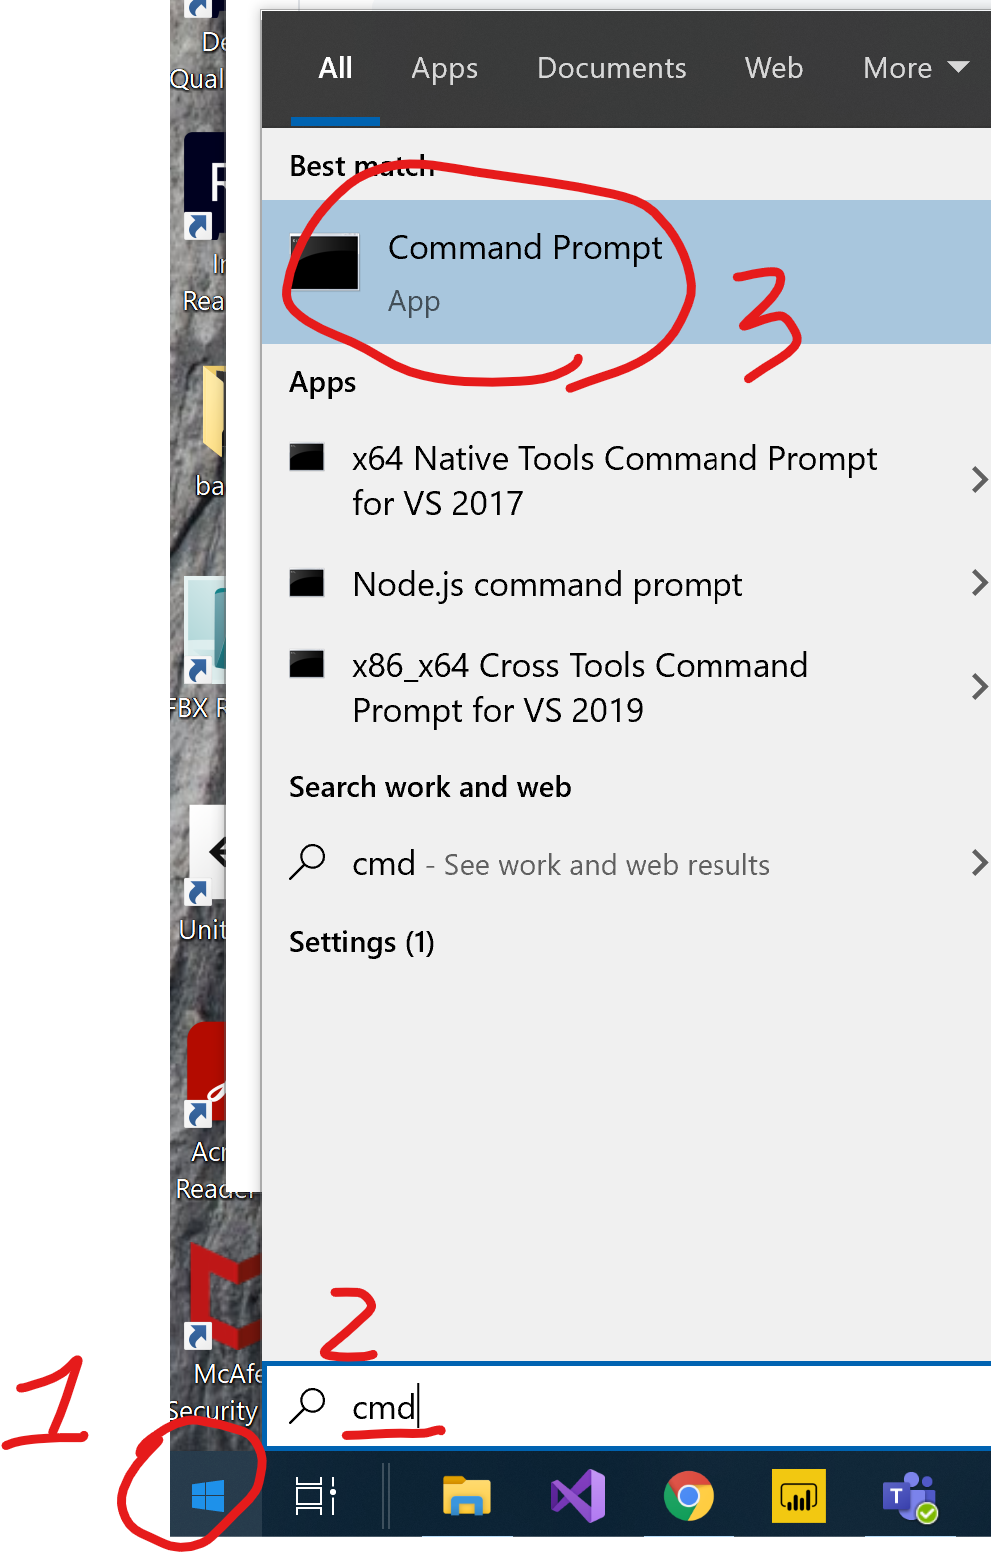 All Apps Documents Web More
Best match
Command Prompt
App
3
Apps
x64 Native Tools Command Prompt
for VS 2017
Node.js command prompt
x86_x64 Cross Tools Command
Prompt for VS 2019
Search work and web
cmd - See work and web results
Settings (1)
2
cmd
1
De
Qual
R
In
Rea
ba
FBX R
Unit
Acr
Reader
McAfe
Security
T